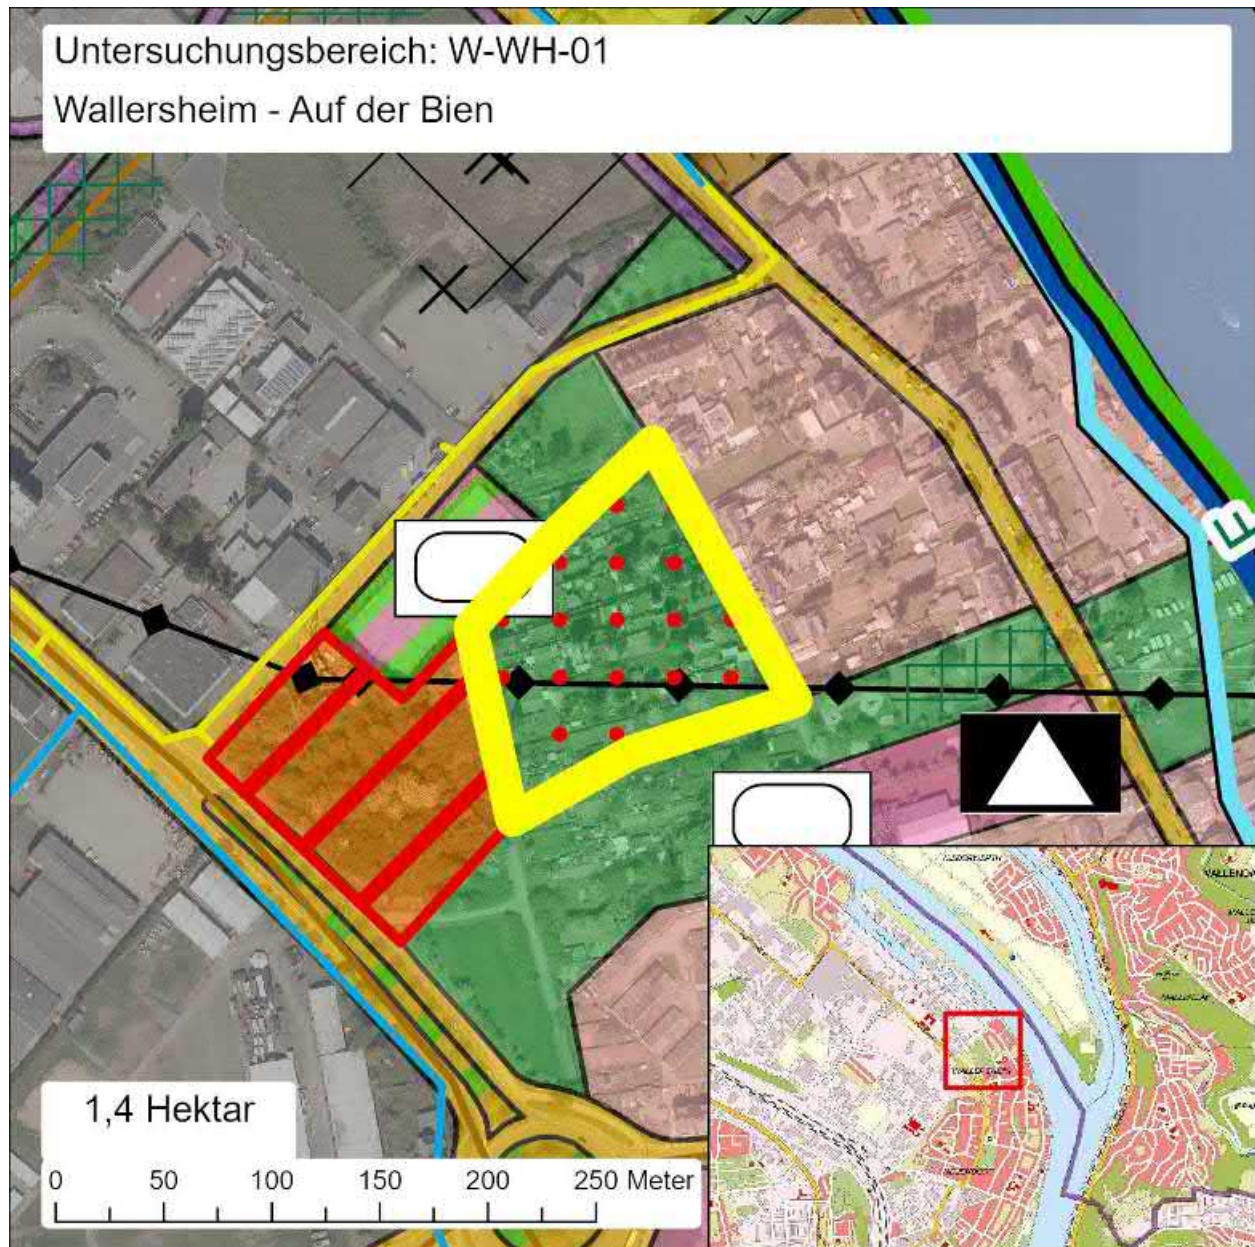 Untersuchungsbereich: W-WH-01
Wallersheim - Auf der Bien
E
1,4 Hektar
0 50 100 150 200 250 Meter